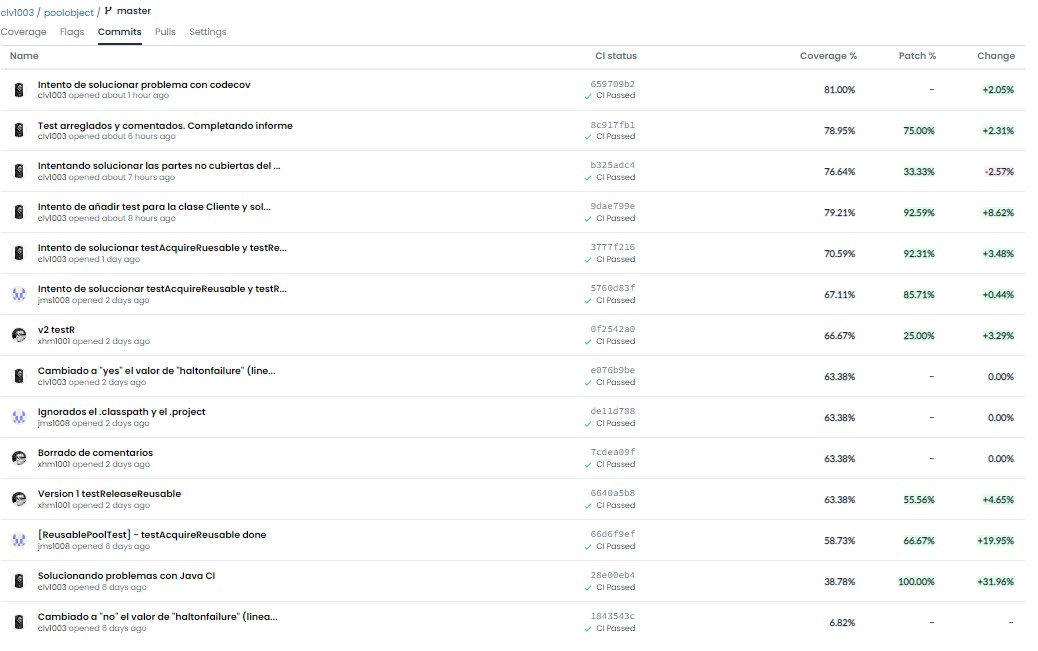 clv1003 / poolobject / master
Coverage Flags Commits Pulls Settings
Name CI status Coverage % Patch % Change
Intento de solucionar problema con codecov 659709b2
clv1003 opened about 1 hour ago CI Passed 81.00% – +2.05%
Test arreglados y comentados. Completando informe 8c917fb1
clv1003 opened about 6 hours ago CI Passed 78.95% 75.00% +2.31%
Intentando solucionar las partes no cubiertas del ... b325adc4
clv1003 opened about 7 hours ago CI Passed 76.64% 33.33% -2.57%
Intento de añadir test para la clase Cliente y sol... 9dae799e
clv1003 opened about 8 hours ago CI Passed 79.21% 92.59% +8.62%
Intento de solucionar testAcquireRuesable y testRe... 3777f216
clv1003 opened 1 day ago CI Passed 70.59% 92.31% +3.48%
Intento de soluccionar testAcquireReusable y testR... 5760d83f
jms1008 opened 2 days ago CI Passed 67.11% 85.71% +0.44%
v2 testR 0f2542a0
xhm1001 opened 2 days ago CI Passed 66.67% 25.00% +3.29%
Cambiado a "yes" el valor de "haltonfailure" (line... e076b9be
clv1003 opened 2 days ago CI Passed 63.38% – 0.00%
Ignorados el .classpath y el .project de11d788
jms1008 opened 2 days ago CI Passed 63.38% – 0.00%
Borrado de comentarios 7cdea09f
xhm1001 opened 2 days ago CI Passed 63.38% – 0.00%
Version 1 testReleaseReusable 6640a5b8
xhm1001 opened 2 days ago CI Passed 63.38% 55.56% +4.65%
[ReusablePoolTest] - testAcquireReusable done 66d6f9ef
jms1008 opened 6 days ago CI Passed 58.73% 66.67% +19.95%
Solucionando problemas con Java CI 28e00eb4
clv1003 opened 6 days ago CI Passed 38.78% 100.00% +31.96%
Cambiado a "no" el valor de "haltonfailure" (linea... 1843543c
clv1003 opened 6 days ago CI Passed 6.82% – –